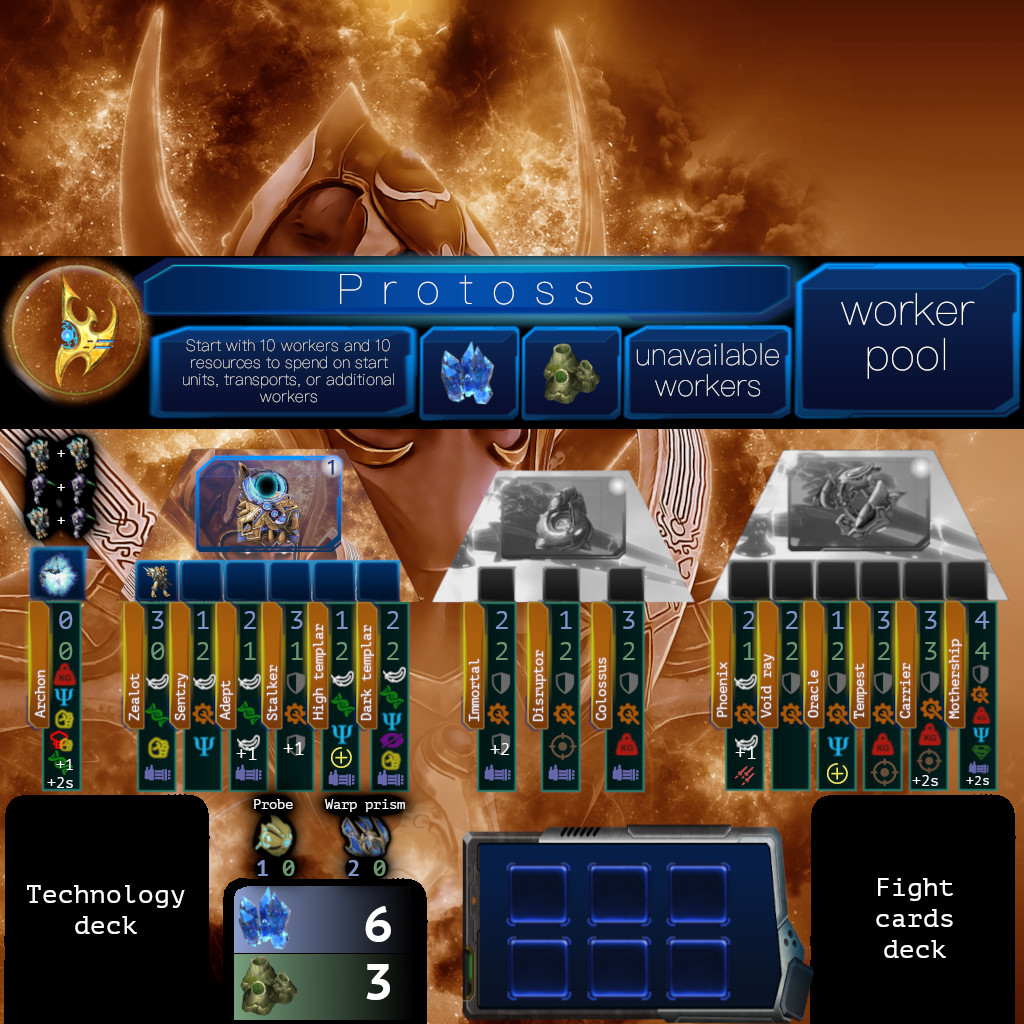 Protoss
worker
pool
Start with 10 workers and 10
resources to spend on start
units, transports, or additional
workers
unavailable
workers
+
+
+
1
Archon
0
0
KG
+1
+2s
Zealot
3
0
Sentry
1
2
Adept
2
1
+1
Stalker
3
1
+1
High templar
1
2
Dark templar
2
2
Immortal
2
2
+2
Disruptor
1
2
Colossus
3
2
KG
Phoenix
2
1
+1
Void ray
2
2
Oracle
1
2
Tempest
3
2
KG
Carrier
3
3
KG
+2s
Mothership
4
4
KG
+2s
Probe
1 0
Warp prism
2 0
Technology
deck
6
3
Fight
cards
deck